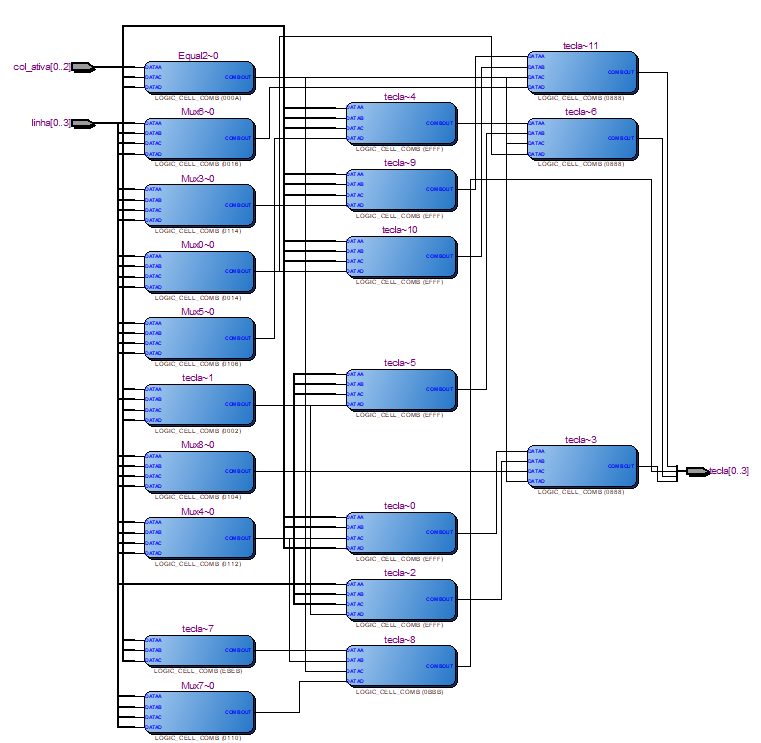 col_ativa[0..2]
linha[0..3]
Equal2~0
DATAA
DATAC
DATAD
COMBOUT
LOGIC_CELL_COMB (000A)
Mux6~0
DATAA
DATAB
DATAC
DATAD
COMBOUT
LOGIC_CELL_COMB (0016)
Mux3~0
DATAA
DATAB
DATAC
DATAD
COMBOUT
LOGIC_CELL_COMB (0114)
Mux0~0
DATAA
DATAB
DATAC
DATAD
COMBOUT
LOGIC_CELL_COMB (0014)
Mux5~0
DATAA
DATAB
DATAC
DATAD
COMBOUT
LOGIC_CELL_COMB
tecla~1
DATAA
DATAB
DATAC
DATAD
COMBOUT
LOGIC_CELL_COMB (0002)
Mux8~0
DATAA
DATAB
DATAC
DATAD
COMBOUT
LOGIC_CELL_COMB (0104)
Mux4~0
DATAA
DATAB
DATAC
DATAD
COMBOUT
LOGIC_CELL_COMB (0112)
tecla~7
DATAA
DATAB
DATAC
COMBOUT
LOGIC_CELL_COMB (EBEB)
Mux7~0
DATAA
DATAB
DATAC
DATAD
COMBOUT
LOGIC_CELL_COMB (0110)
tecla~4
DATAA
DATAB
DATAC
DATAD
COMBOUT
LOGIC_CELL_COMB (EFFF)
tecla~9
DATAA
DATAB
DATAC
DATAD
COMBOUT
LOGIC_CELL_COMB (EFFF)
tecla~10
DATAA
DATAB
DATAC
DATAD
COMBOUT
LOGIC_CELL_COMB (EFFF)
tecla~5
DATAA
DATAB
DATAC
DATAD
COMBOUT
LOGIC_CELL_COMB (EFFF)
tecla~0
DATAA
DATAB
DATAC
DATAD
COMBOUT
LOGIC_CELL_COMB (EFFF)
tecla~2
DATAA
DATAB
DATAC
DATAD
COMBOUT
LOGIC_CELL_COMB (EFFF)
tecla~8
DATAA
DATAB
DATAC
DATAD
COMBOUT
LOGIC_CELL_COMB
tecla~11
DATAA
DATAB
DATAC
DATAD
COMBOUT
LOGIC_CELL_COMB (0888)
tecla~6
DATAA
DATAB
DATAC
DATAD
COMBOUT
LOGIC_CELL_COMB (0888)
tecla~3
DATAA
DATAB
DATAC
DATAD
COMBOUT
LOGIC_CELL_COMB (0888)
tecla[0..3]